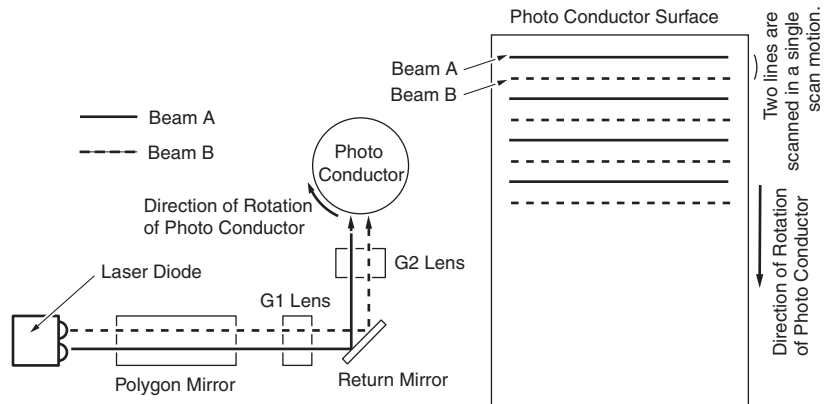 Photo Conductor Surface
Beam A
Beam B
Two lines are
scanned in a single
scan motion.
Beam A
Beam B
Photo
Conductor
Direction of Rotation
of Photo Conductor
G2 Lens
Laser Diode
G1 Lens
Polygon Mirror
Return Mirror
Direction of Rotation
of Photo Conductor